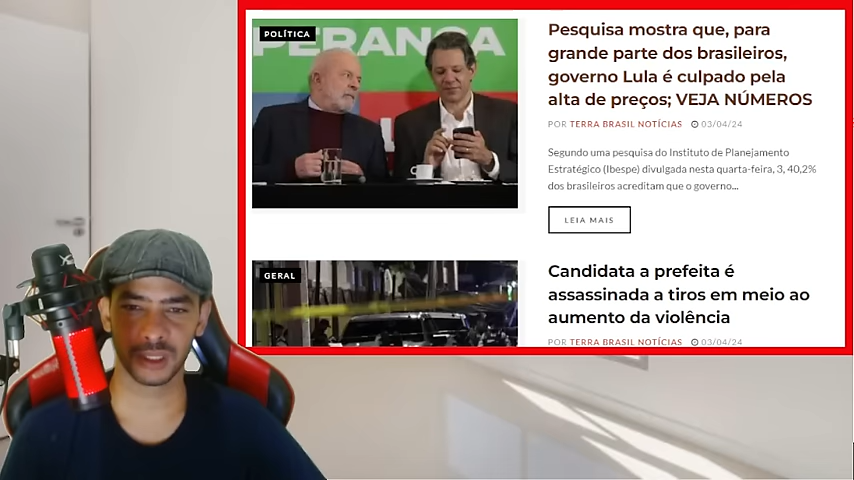 POLÍTICA
PERANÇA
Pesquisa mostra que, para
grande parte dos brasileiros,
governo Lula é culpado pela
alta de preços; VEJA NÚMEROS
POR TERRA BRASIL NOTÍCIAS 03/04/24
Segundo uma pesquisa do Instituto de Planejamento
Estratégico (Ibespe) divulgada nesta quarta-feira, 3, 40,2%
dos brasileiros acreditam que o governo...
LEIA MAIS
GERAL
Candidata a prefeita é
assassinada a tiros em meio ao
aumento da violência
POR TERRA BRASIL NOTÍCIAS 03/04/24